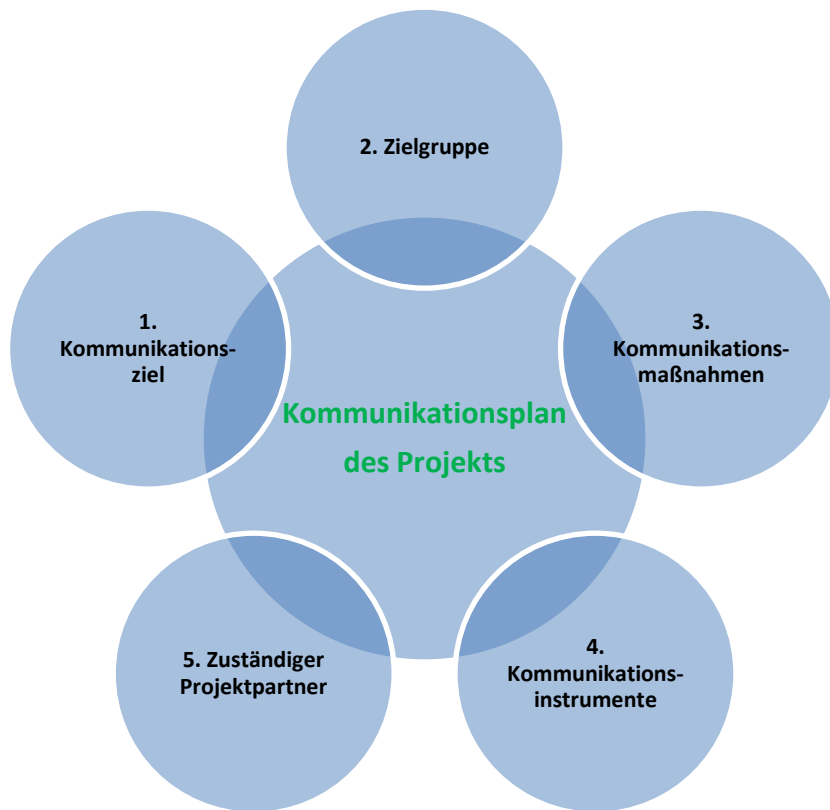 2. Zielgruppe
1.
Kommunikations-
ziel
3.
Kommunikations-
maßnahmen
Kommunikationsplan
des Projekts
5. Zuständiger
Projektpartner
4.
Kommunikations-
instrumente